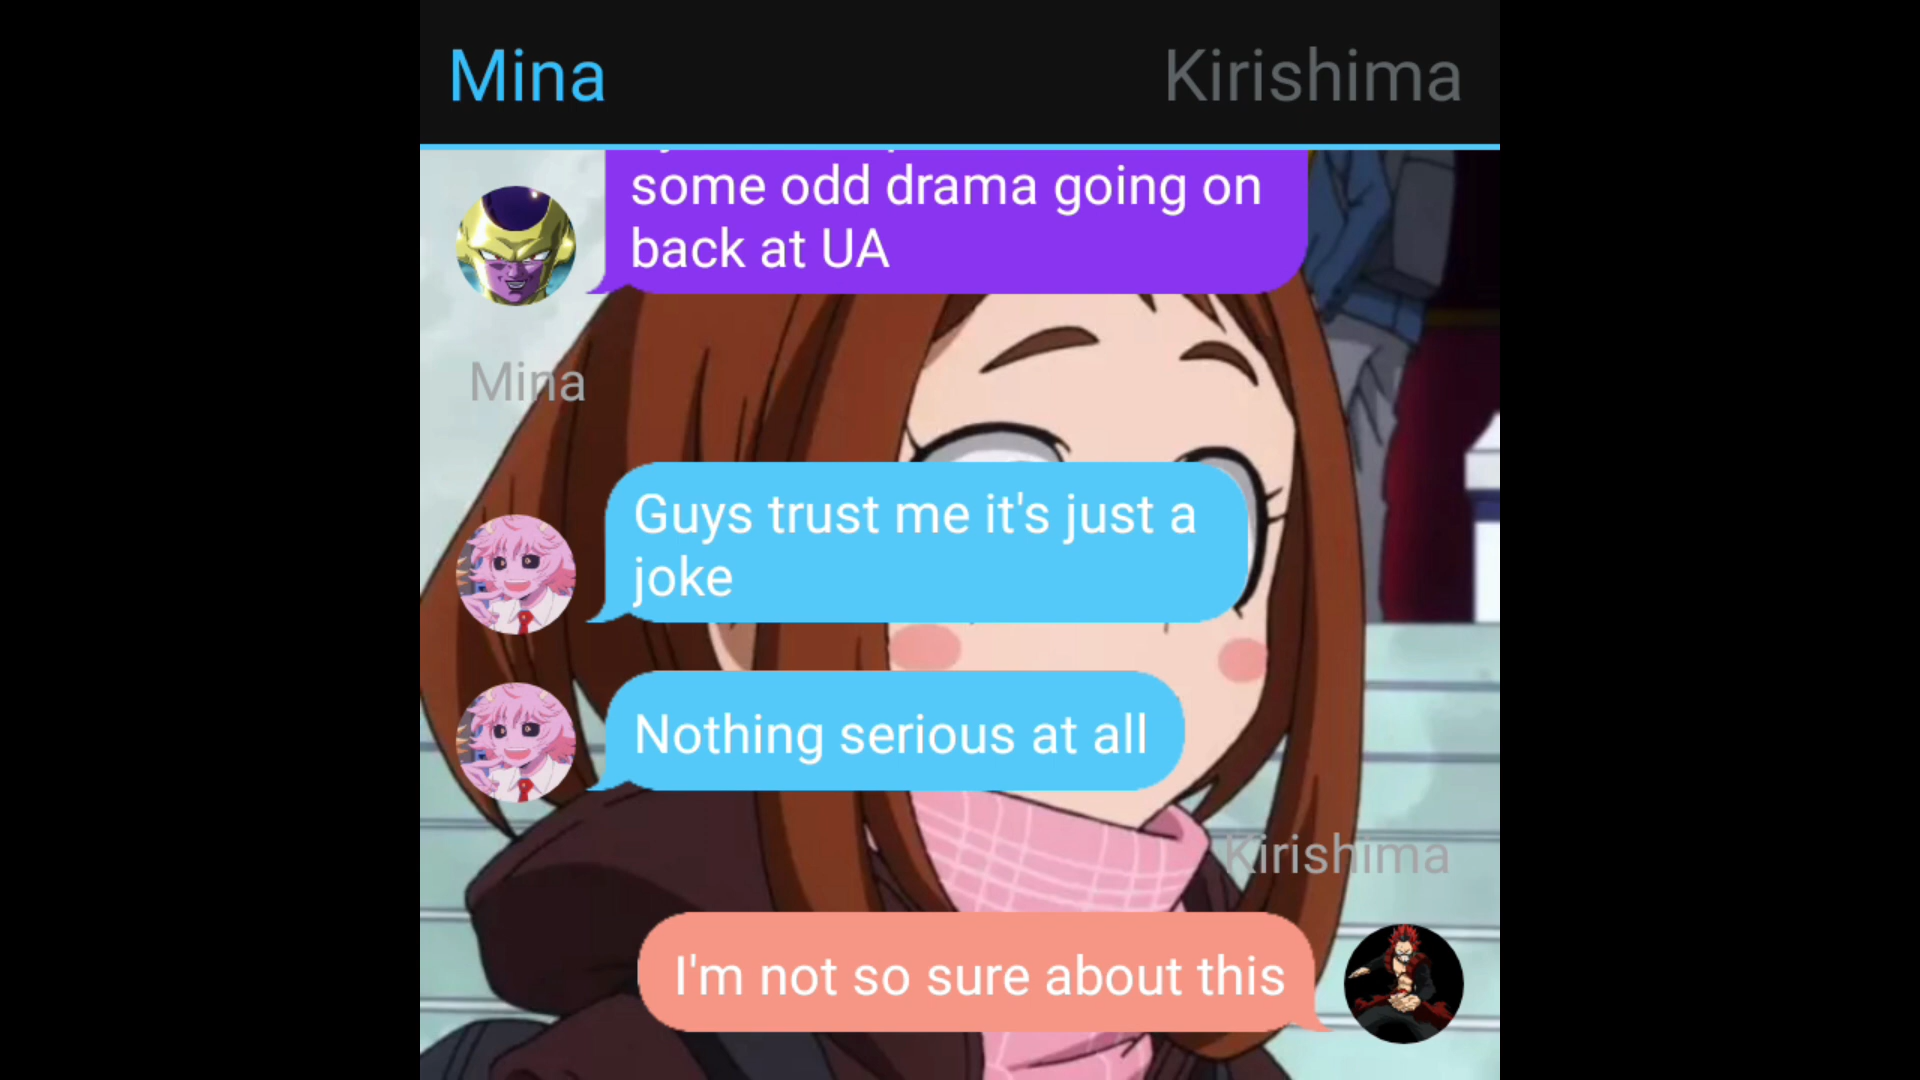 Mina
Kirishima
some odd drama going on
back at UA
Mina
Guys trust me it's just a
joke
Nothing serious at all
Kirishima
I'm not so sure about this